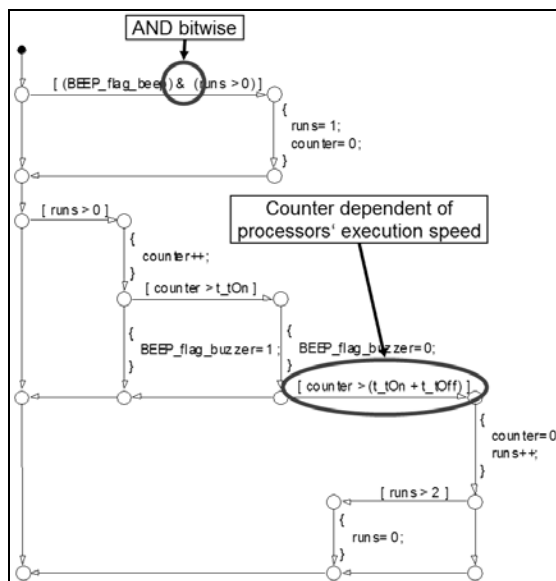 AND bitwise
[ (BEEP_flag_beep) & (runs > 0) ]
{
runs= 1;
counter= 0;
}
[ runs > 0 ]
Counter dependent of
processors' execution speed
{
counter++;
}
[ counter > t_tOn ]
{
BEEP_flag_buzzer= 1 ;
}
{
BEEP_flag_buzzer= 0;
}
[ counter > (t_tOn + t_tOff) ]
{
counter= 0
runs++;
}
[ runs > 2 ]
{
runs= 0;
}